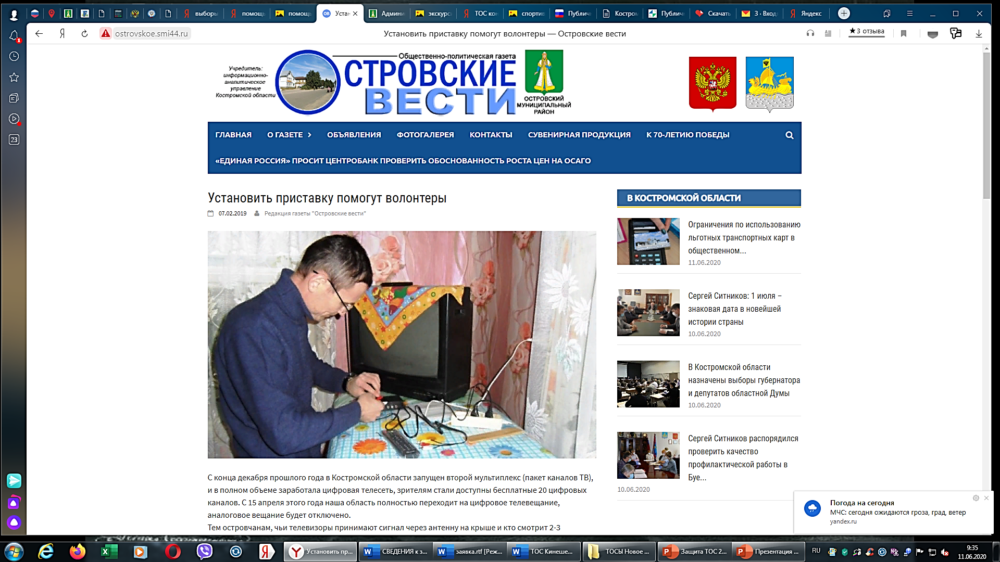 выборы
помощь
помощь
Устан
Админи
экскурс
ТОС кон
спортив
Публич
Костром
Публич
Скачать
3 · Вход
Яндекс
1
23
Я
ostrovskoe.smi44.ru
Установить приставку помогут волонтеры — Островские вести
★ 3 отзыва
Учредитель:
информационно-
аналитическое
управление
Костромской области
Общественно-политическая газета
ОСТРОВСКИЕ
ВЕСТИ
ОСТРОВСКИЙ
МУНИЦИПАЛЬНЫЙ
РАЙОН
ГЛАВНАЯ
О ГАЗЕТЕ
ОБЪЯВЛЕНИЯ
ФОТОГАЛЕРЕЯ
КОНТАКТЫ
СУВЕНИРНАЯ ПРОДУКЦИЯ
К 70-ЛЕТИЮ ПОБЕДЫ
«ЕДИНАЯ РОССИЯ» ПРОСИТ ЦЕНТРОБАНК ПРОВЕРИТЬ ОБОСНОВАННОСТЬ РОСТА ЦЕН НА ОСАГО
Установить приставку помогут волонтеры
07.02.2019 Редакция газеты "Островские вести"
С конца декабря прошлого года в Костромской области запущен второй мультиплекс (пакет каналов ТВ),
и в полном объеме заработала цифровая телесеть, зрителям стали доступны бесплатные 20 цифровых
каналов. С 15 апреля этого года наша область полностью переходит на цифровое телевещание,
аналоговое вещание будет отключено.
Тем островчанам, чьи телевизоры принимают сигнал через антенну на крыше и кто смотрит 2-3
В КОСТРОМСКОЙ ОБЛАСТИ
Ограничения по использованию
льготных транспортных карт в
общественном...
11.06.2020
Сергей Ситников: 1 июля –
знаковая дата в новейшей
истории страны
10.06.2020
В Костромской области
назначены выборы губернатора
и депутатов областной Думы
10.06.2020
Сергей Ситников распорядился
проверить качество
профилактической работы в
Буе...
10.06.2020
Погода на сегодня
МЧС: сегодня ожидаются гроза, град, ветер
yandex.ru
Установить пр...
СВЕДЕНИЯ к з...
заявка.rtf [Реж...
ТОС Кинеше...
ТОСЫ Новое ...
Защита ТОС 2...
Презентация ...
RU
9:35
11.06.2020